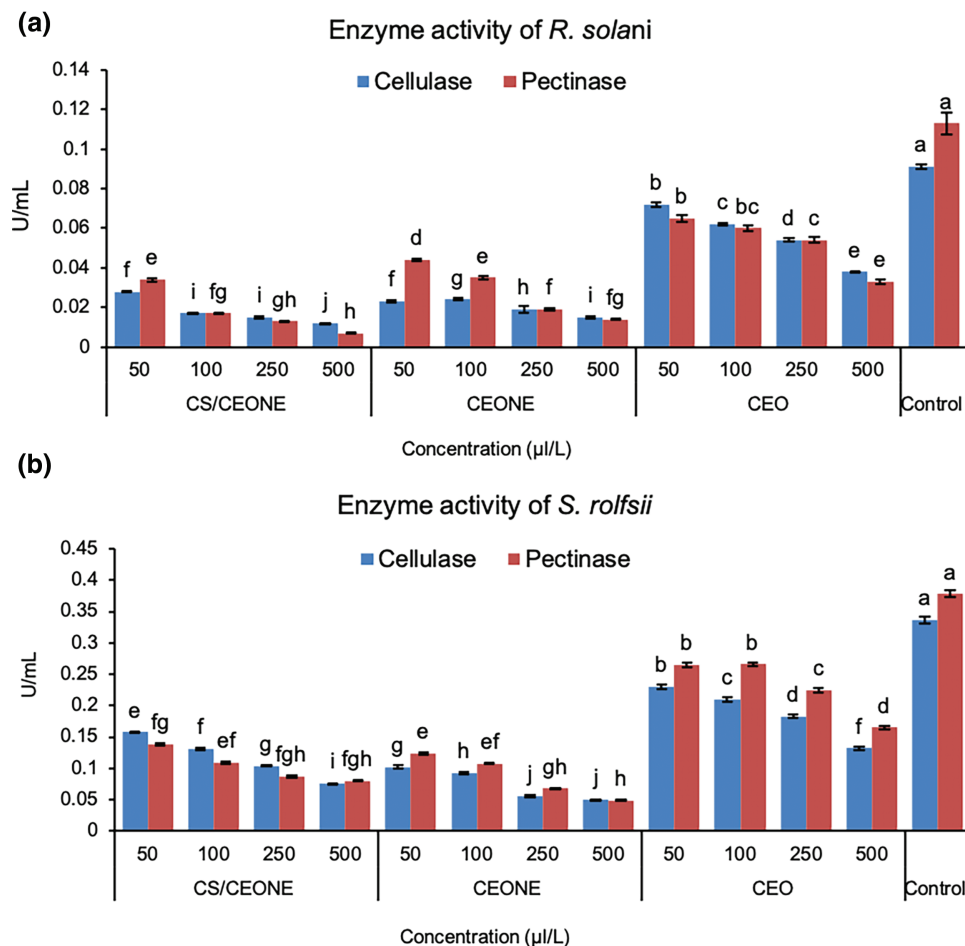 (a)
Enzyme activity of R. solani
Cellulase Pectinase
U/mL
0.14
0.12
0.1
0.08
0.06
0.04
0.02
0
f e i fg i gh j h f d g e h f i fg b b c bc d c e e a a
50 100 250 500 50 100 250 500 50 100 250 500
CS/CEONE CEONE CEO Control
Concentration (µl/L)
(b)
Enzyme activity of S. rolfsii
Cellulase Pectinase
U/mL
0.45
0.4
0.35
0.3
0.25
0.2
0.15
0.1
0.05
0
e fg f ef g fgh i fgh g e h ef j gh j h b b c b d c f d a a
50 100 250 500 50 100 250 500 50 100 250 500
CS/CEONE CEONE CEO Control
Concentration (µl/L)